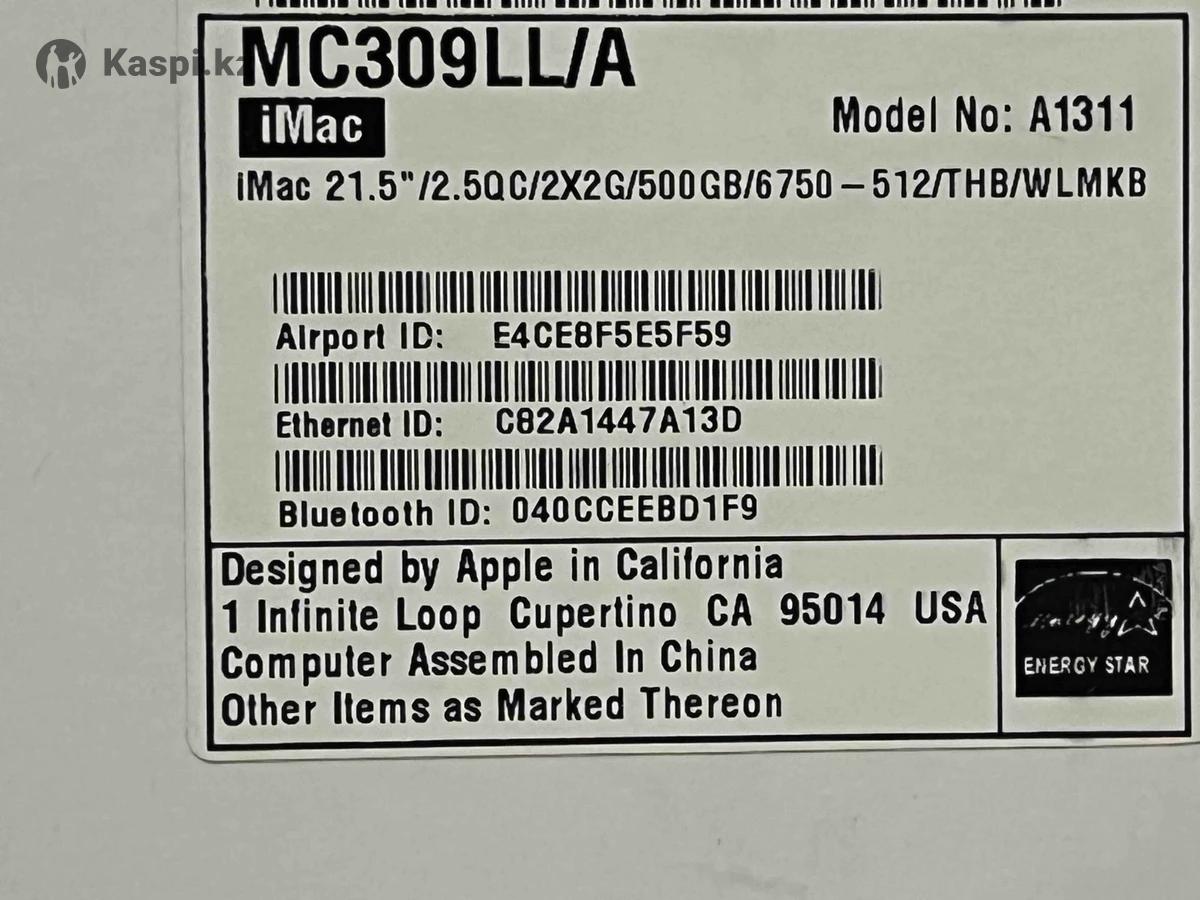 Kaspi.kz
MC309LL/A
iMac
Model No: A1311
iMac 21.5"/2.5QC/2X2G/500GB/6750-512/THB/WLMKB
Airport ID: E4CE8F5E5F59
Ethernet ID: C82A1447A13D
Bluetooth ID: 040CCEEBD1F9
Designed by Apple in California
1 Infinite Loop Cupertino CA 95014 USA
Computer Assembled In China
Other Items as Marked Thereon
energy
ENERGY STAR